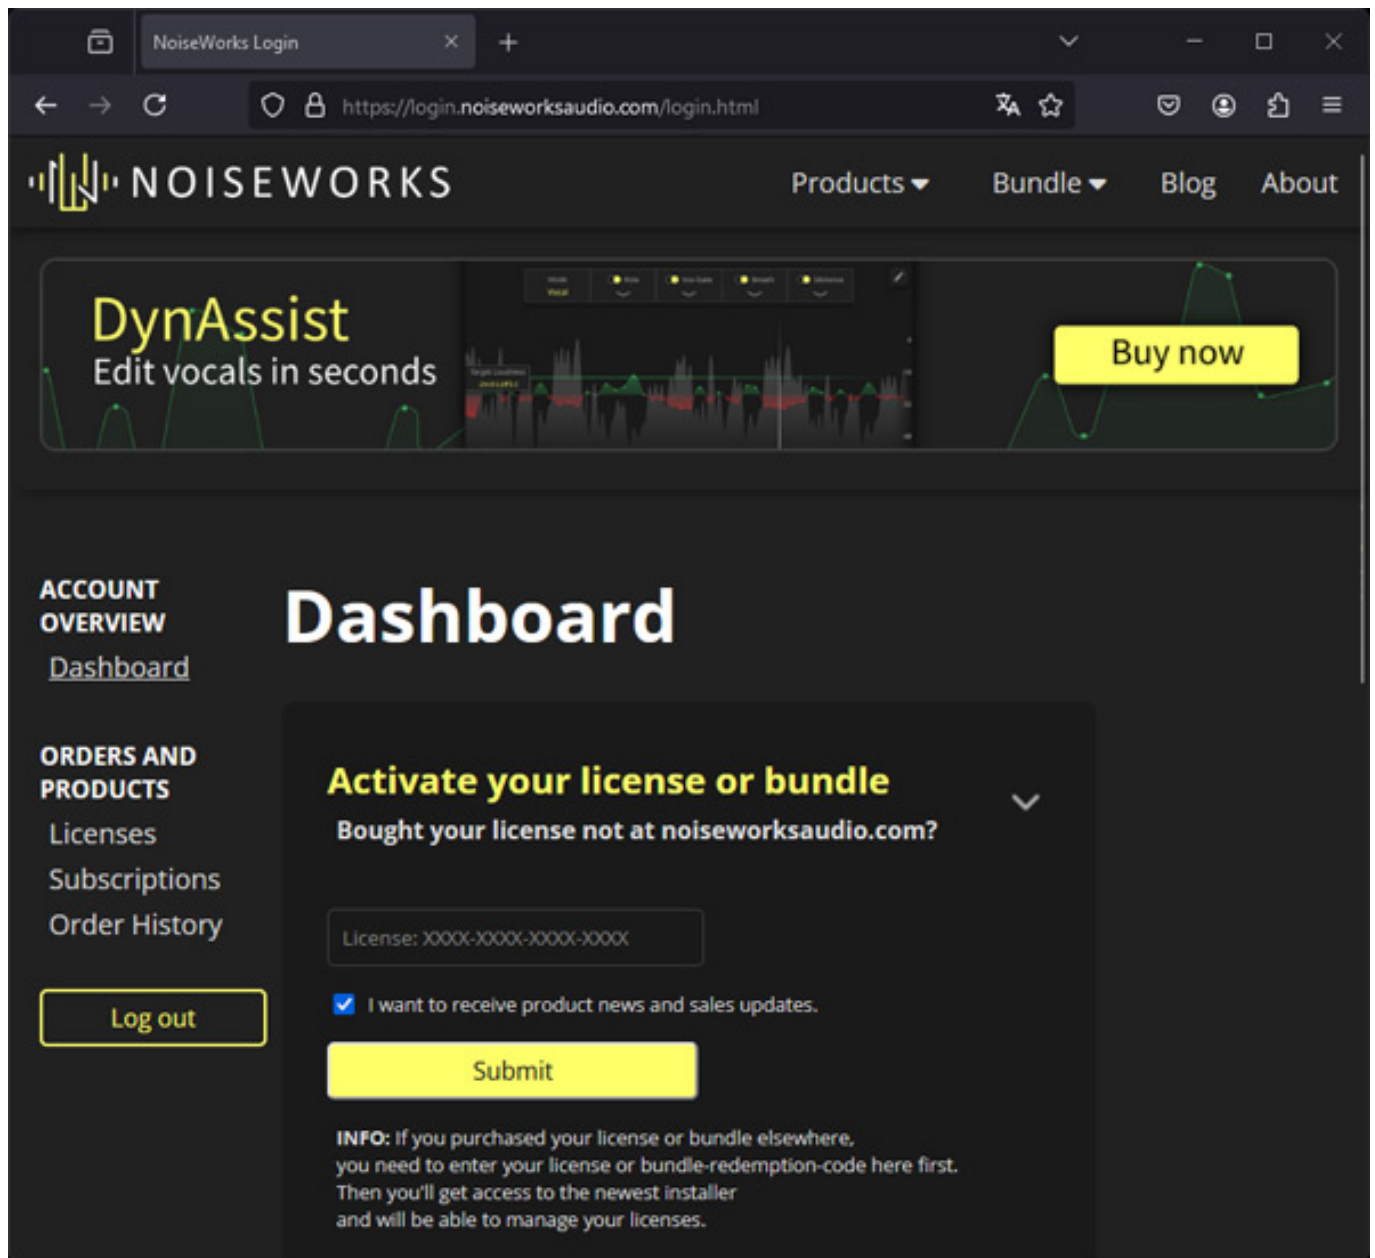 NoiseWorks Login
https://login.noiseworksaudio.com/login.html
NOISEWORKS
Products
Bundle
Blog
About
DynAssist
Edit vocals in seconds
Buy now
ACCOUNT
OVERVIEW
Dashboard
ORDERS AND
PRODUCTS
Licenses
Subscriptions
Order History
Log out
Dashboard
Activate your license or bundle
Bought your license not at noiseworksaudio.com?
License: XXXX-XXXX-XXXX-XXXX
I want to receive product news and sales updates.
Submit
INFO: If you purchased your license or bundle elsewhere,
you need to enter your license or bundle-redemption-code here first.
Then you'll get access to the newest installer
and will be able to manage your licenses.